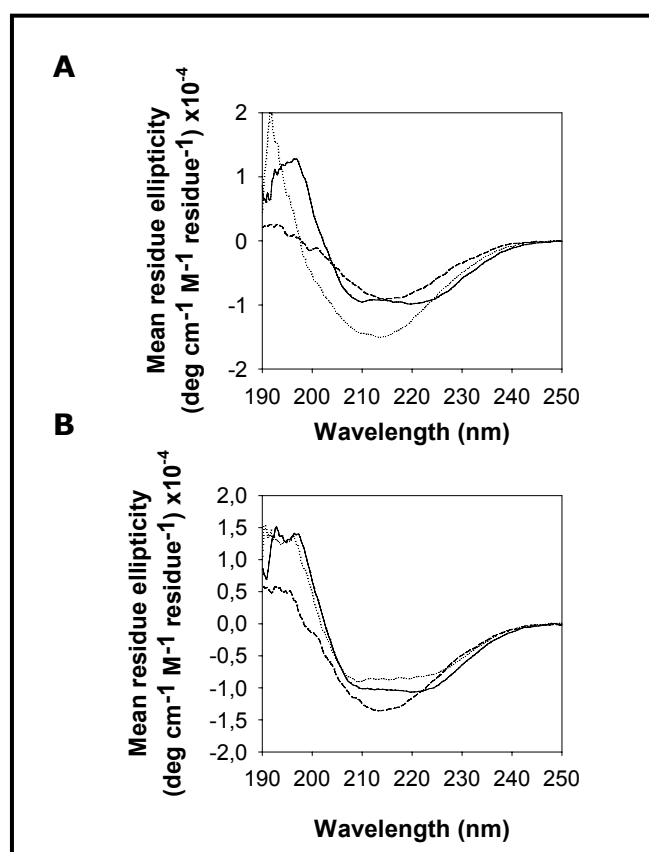 A
Mean residue ellipticity
(deg cm-1 M-1 residue-1) x10-4
2
1
0
-1
-2
190 200 210 220 230 240 250
Wavelength (nm)
B
Mean residue ellipticity
(deg cm-1 M-1 residue-1) x10-4
2,0
1,5
1,0
0,5
0,0
-0,5
-1,0
-1,5
-2,0
190 200 210 220 230 240 250
Wavelength (nm)